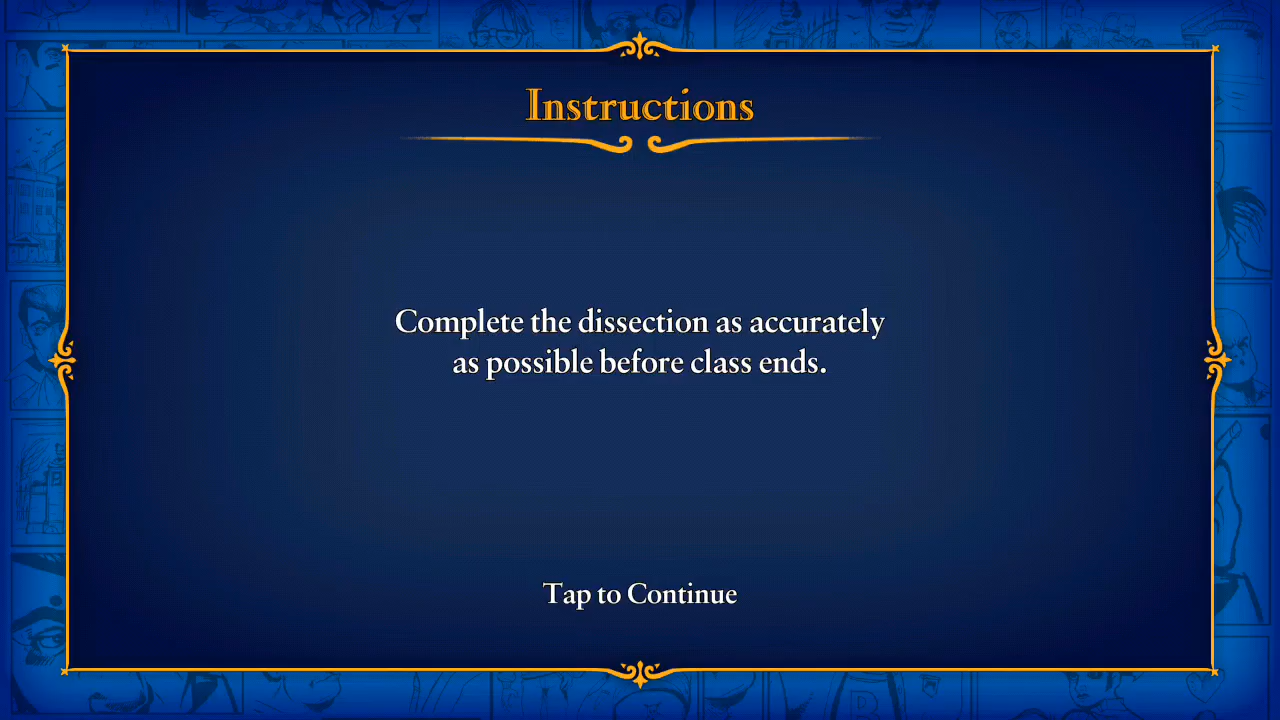 Instructions
Complete the dissection as accurately
as possible before class ends.
Tap to Continue